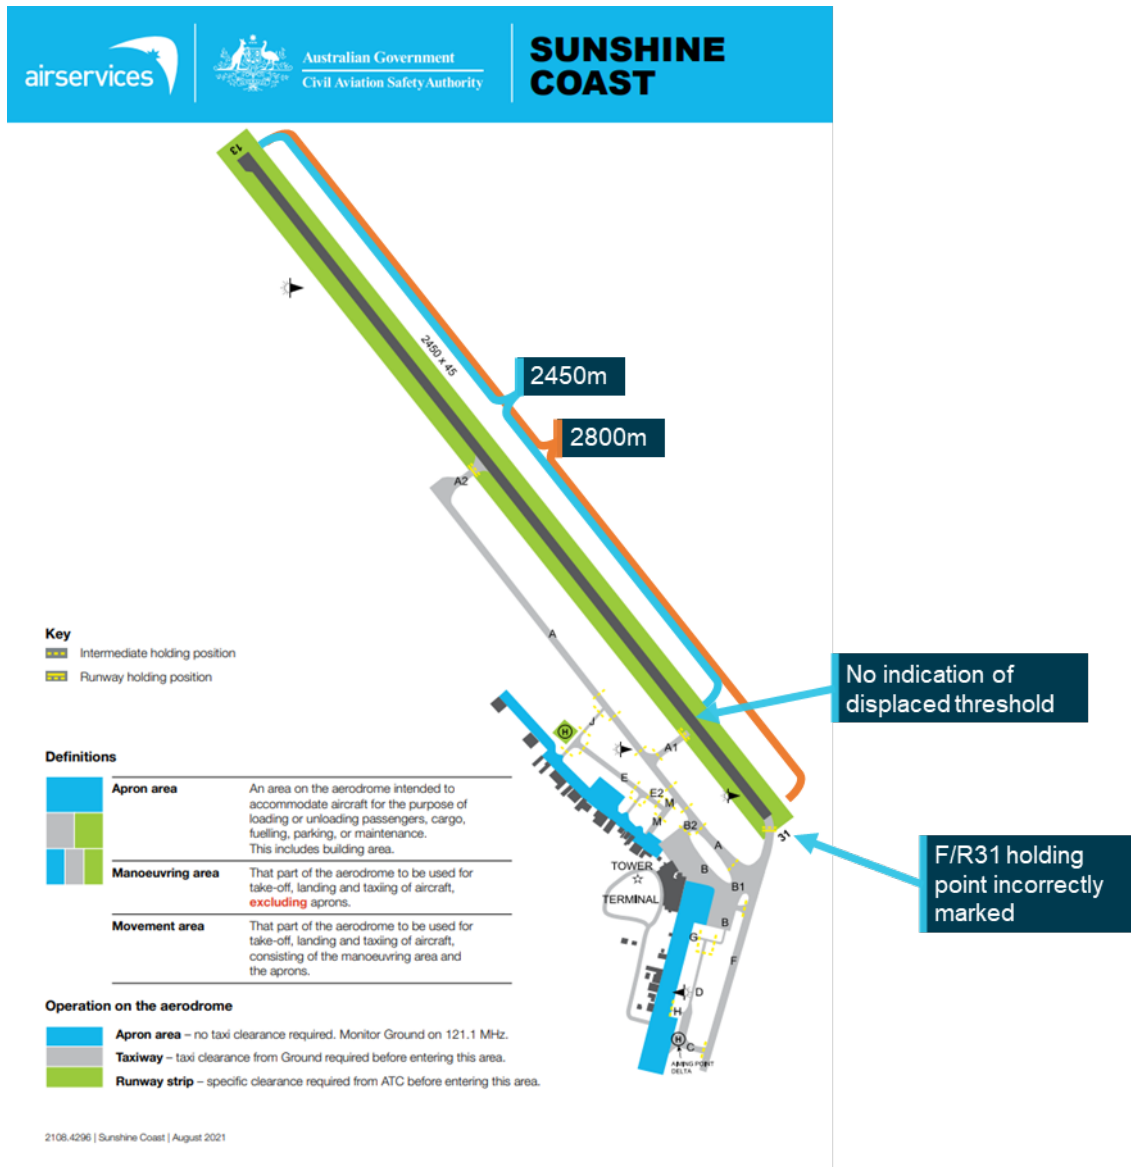 airservices
Australian Government
Civil Aviation Safety Authority
SUNSHINE
COAST
13
2450 x 45
2450m
2800m
A2
A
Key
Intermediate holding position
Runway holding position
No indication of
displaced threshold
J
H
A1
E
E2
M
M
B2
A
31
F/R31 holding
point incorrectly
marked
TOWER
TERMINAL
B
B1
B
G
F
D
H
H
C
AIMING POINT
DELTA
Definitions
Apron area
An area on the aerodrome intended to
accommodate aircraft for the purpose of
loading or unloading passengers, cargo,
fuelling, parking, or maintenance.
This includes building area.
Manoeuvring area
That part of the aerodrome to be used for
take-off, landing and taxiing of aircraft,
excluding aprons.
Movement area
That part of the aerodrome to be used for
take-off, landing and taxiing of aircraft,
consisting of the manoeuvring area and
the aprons.
Operation on the aerodrome
Apron area – no taxi clearance required. Monitor Ground on 121.1 MHz.
Taxiway – taxi clearance from Ground required before entering this area.
Runway strip – specific clearance required from ATC before entering this area.
2108.4296 | Sunshine Coast | August 2021